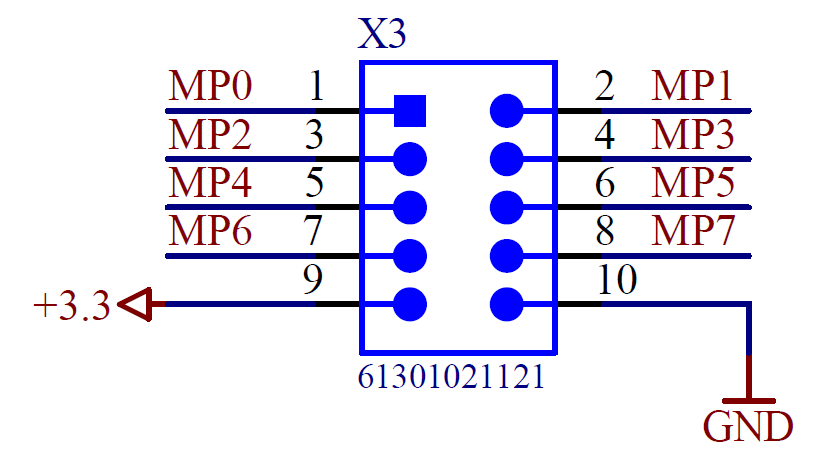 X3
MP0 1 2 MP1
MP2 3 4 MP3
MP4 5 6 MP5
MP6 7 8 MP7
+3.3 9 10
61301021121
GND